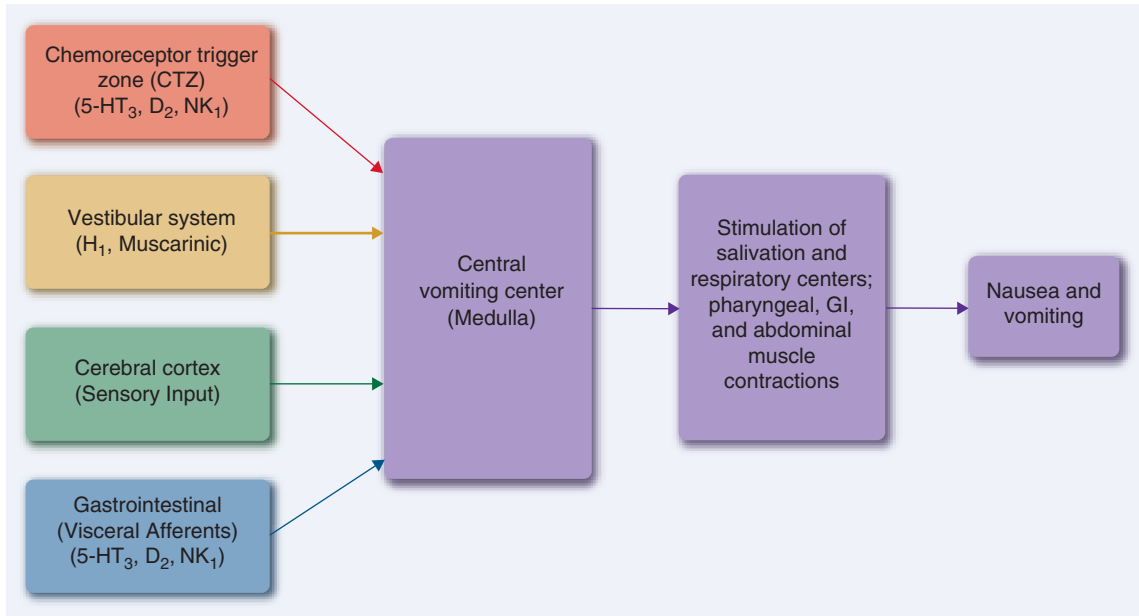 Chemoreceptor trigger
zone (CTZ)
(5-HT₃, D₂, NK₁)
Vestibular system
(H₁, Muscarinic)
Cerebral cortex
(Sensory Input)
Gastrointestinal
(Visceral Afferents)
(5-HT₃, D₂, NK₁)
Central
vomiting center
(Medulla)
Stimulation of
salivation and
respiratory centers;
pharyngeal, GI,
and abdominal
muscle
contractions
Nausea and
vomiting